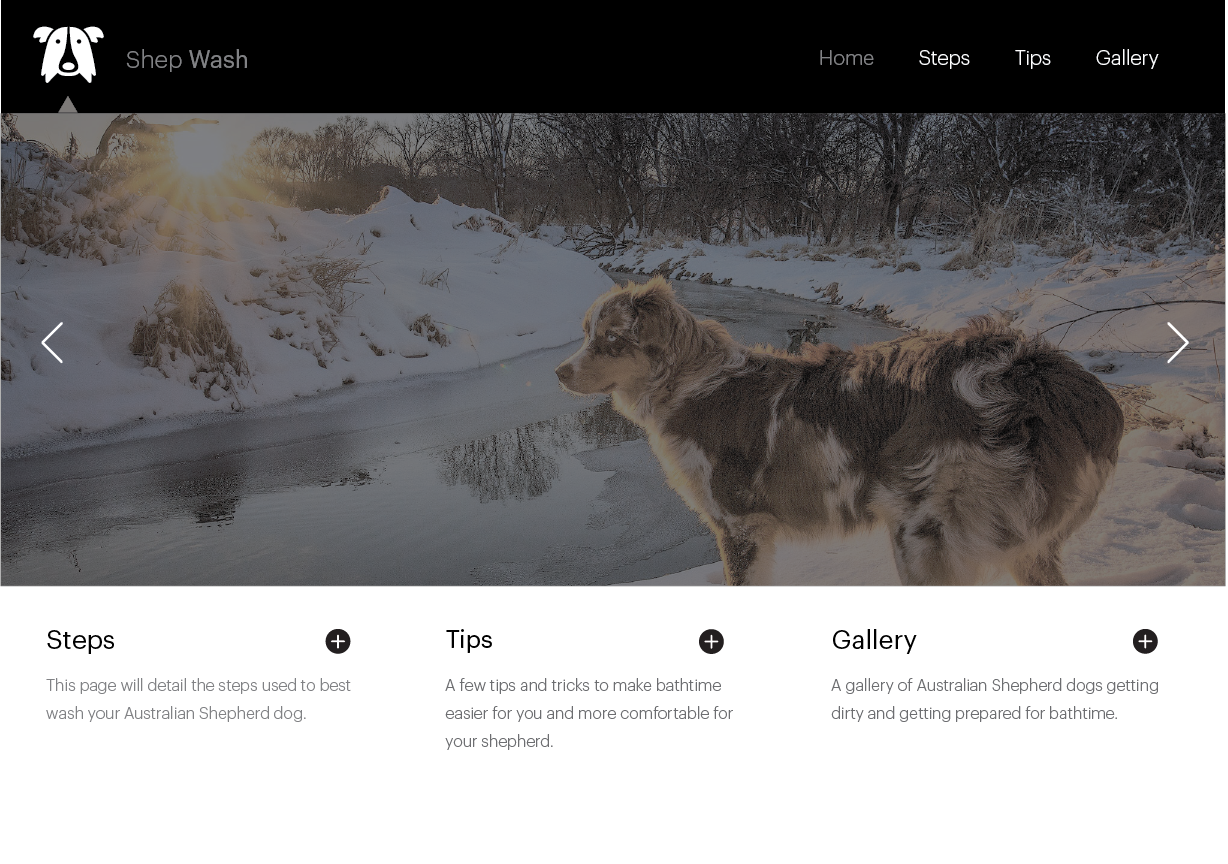 Shep Wash
Home Steps Tips Gallery
Steps
This page will detail the steps used to best
wash your Australian Shepherd dog.
Tips
A few tips and tricks to make bathtime
easier for you and more comfortable for
your shepherd.
Gallery
A gallery of Australian Shepherd dogs getting
dirty and getting prepared for bathtime.